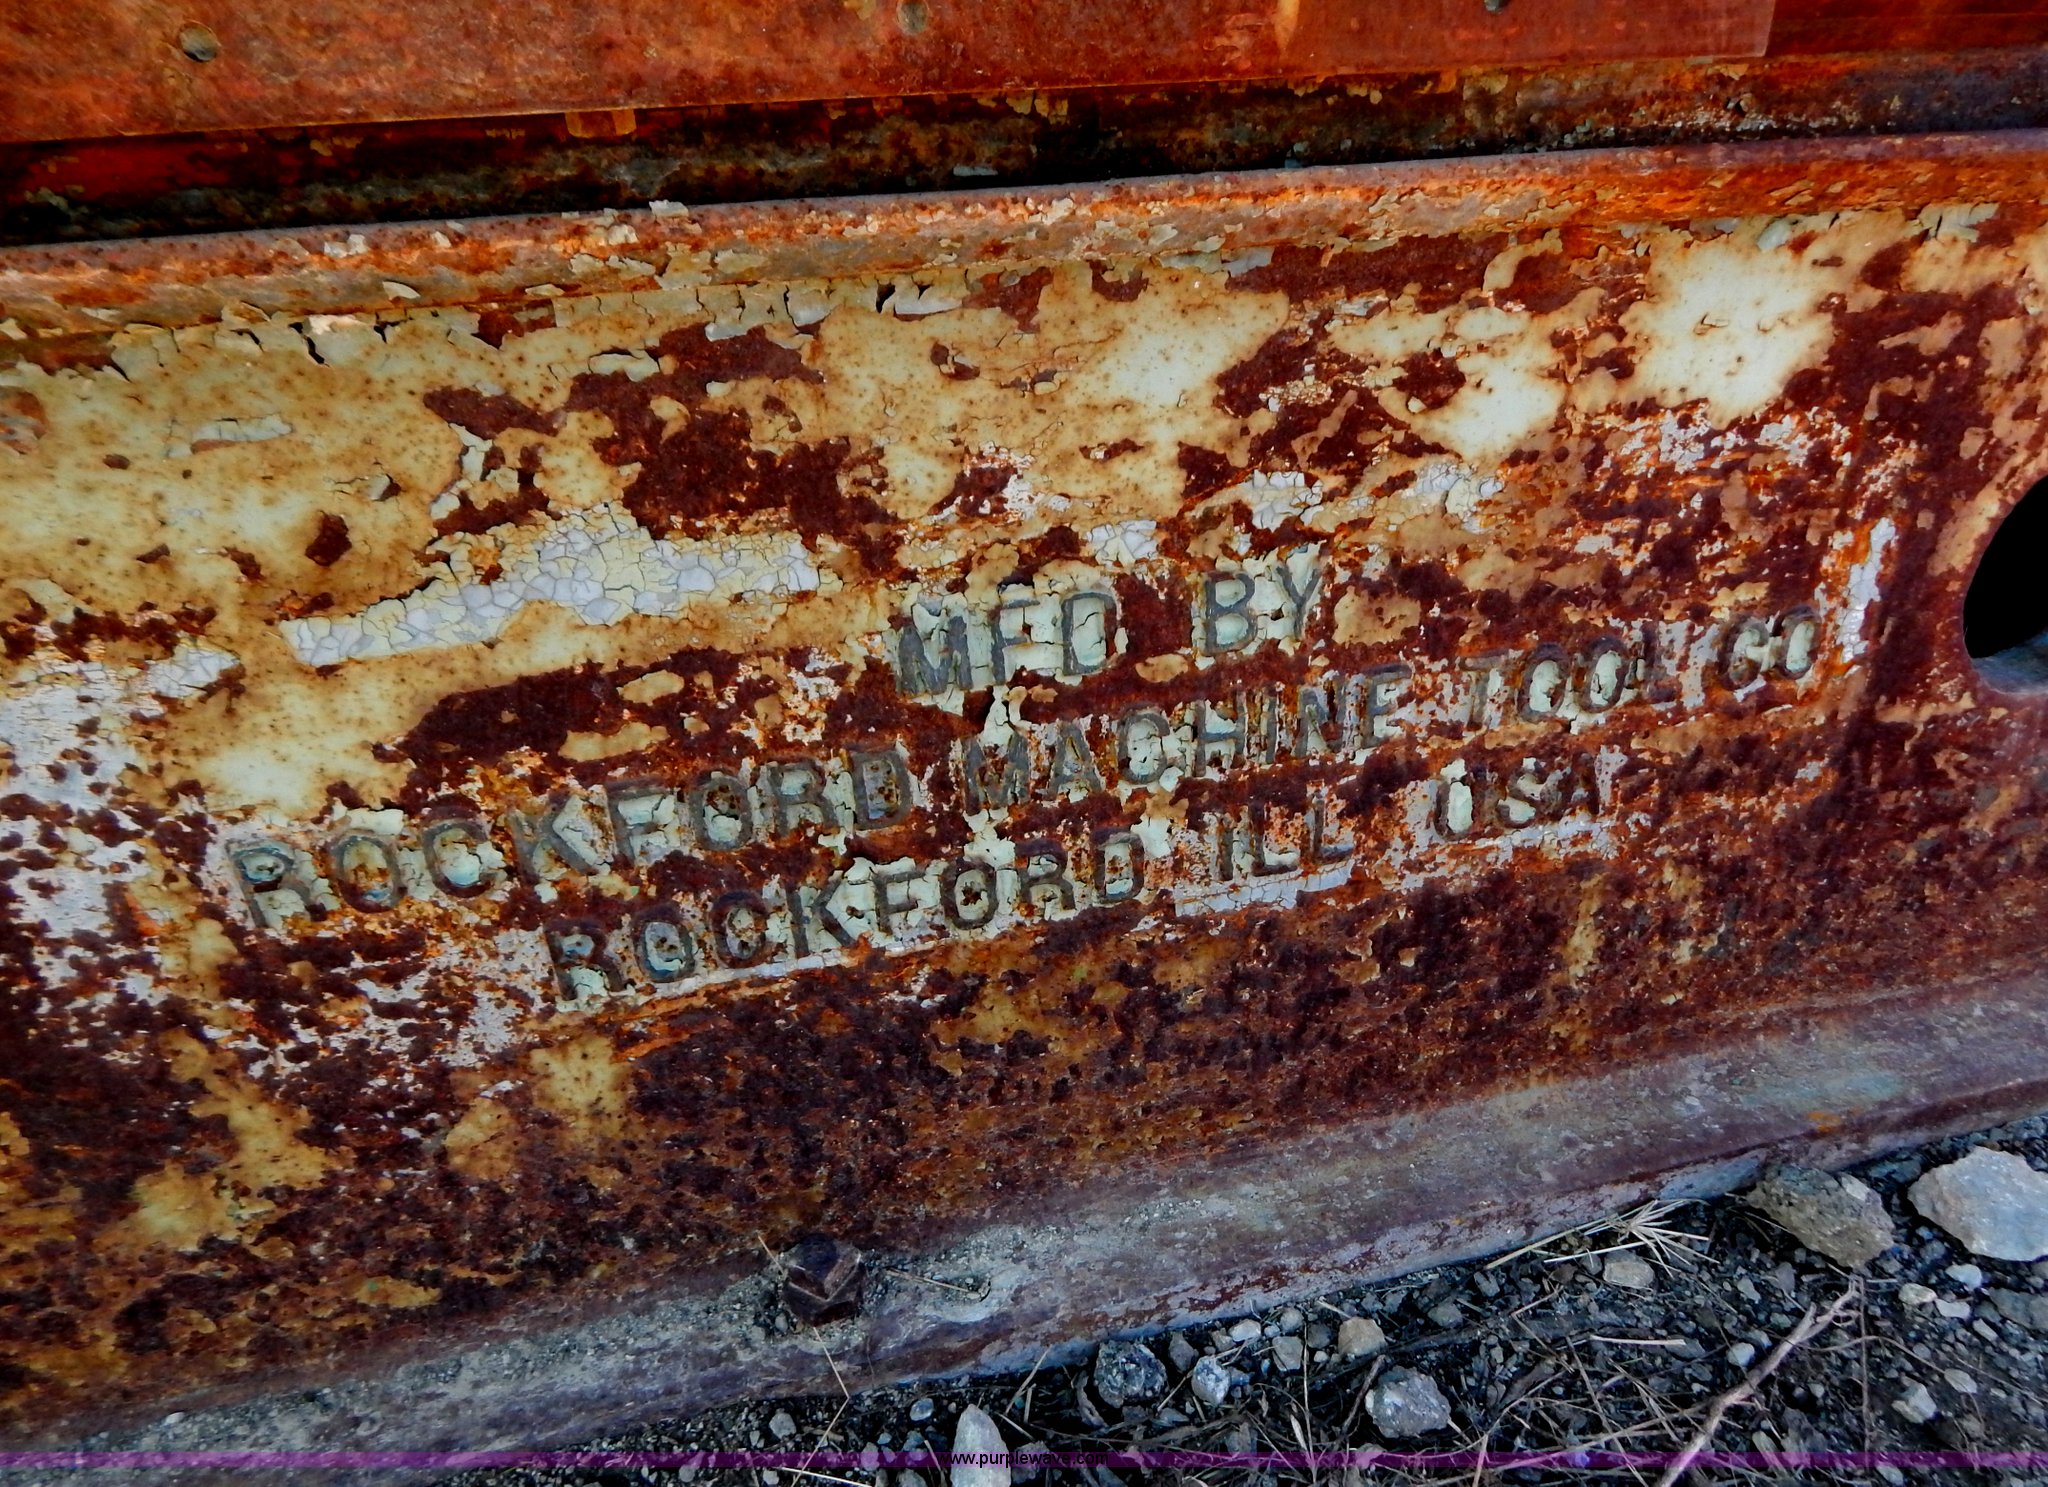 MFD BY
ROCKFORD MACHINE TOOL CO
ROCKFORD ILL USA
www.purplewave.com